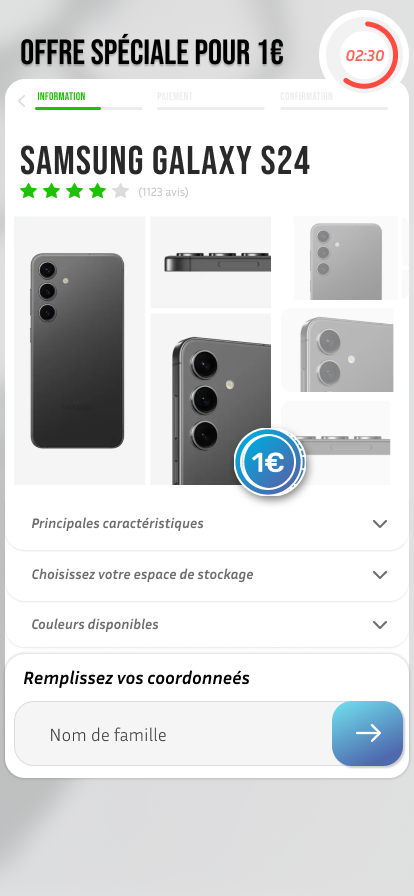 OFFRE SPÉCIALE POUR 1€
02:30
INFORMATION
PAIEMENT
CONFIRMATION
SAMSUNG GALAXY S24
(1123 avis)
1€
Principales caractéristiques
Choisissez votre espace de stockage
Couleurs disponibles
Remplissez vos coordonneés
Nom de famille